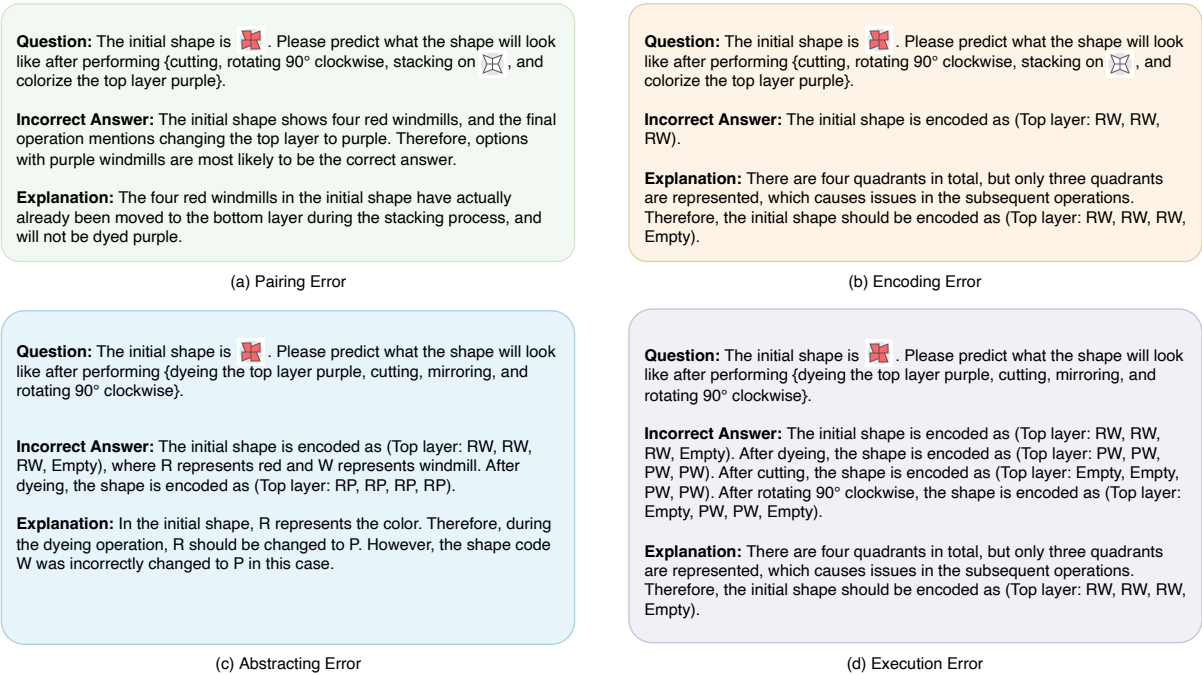 Question: The initial shape is . Please predict what the shape will look
like after performing {cutting, rotating 90° clockwise, stacking on , and
colorize the top layer purple}.
Incorrect Answer: The initial shape shows four red windmills, and the final
operation mentions changing the top layer to purple. Therefore, options
with purple windmills are most likely to be the correct answer.
Explanation: The four red windmills in the initial shape have actually
already been moved to the bottom layer during the stacking process, and
will not be dyed purple.
(a) Pairing Error
Question: The initial shape is . Please predict what the shape will look
like after performing {cutting, rotating 90° clockwise, stacking on , and
colorize the top layer purple}.
Incorrect Answer: The initial shape is encoded as (Top layer: RW, RW,
RW).
Explanation: There are four quadrants in total, but only three quadrants
are represented, which causes issues in the subsequent operations.
Therefore, the initial shape should be encoded as (Top layer: RW, RW, RW,
Empty).
(b) Encoding Error
Question: The initial shape is . Please predict what the shape will look
like after performing {dyeing the top layer purple, cutting, mirroring, and
rotating 90° clockwise}.
Incorrect Answer: The initial shape is encoded as (Top layer: RW, RW,
RW, Empty), where R represents red and W represents windmill. After
dyeing, the shape is encoded as (Top layer: RP, RP, RP, RP).
Explanation: In the initial shape, R represents the color. Therefore, during
the dyeing operation, R should be changed to P. However, the shape code
W was incorrectly changed to P in this case.
(c) Abstracting Error
Question: The initial shape is . Please predict what the shape will look
like after performing {dyeing the top layer purple, cutting, mirroring, and
rotating 90° clockwise}.
Incorrect Answer: The initial shape is encoded as (Top layer: RW, RW,
RW, Empty). After dyeing, the shape is encoded as (Top layer: PW, PW,
PW, PW). After cutting, the shape is encoded as (Top layer: Empty, Empty,
PW, PW). After rotating 90° clockwise, the shape is encoded as (Top layer:
Empty, PW, PW, Empty).
Explanation: There are four quadrants in total, but only three quadrants
are represented, which causes issues in the subsequent operations.
Therefore, the initial shape should be encoded as (Top layer: RW, RW, RW,
Empty).
(d) Execution Error